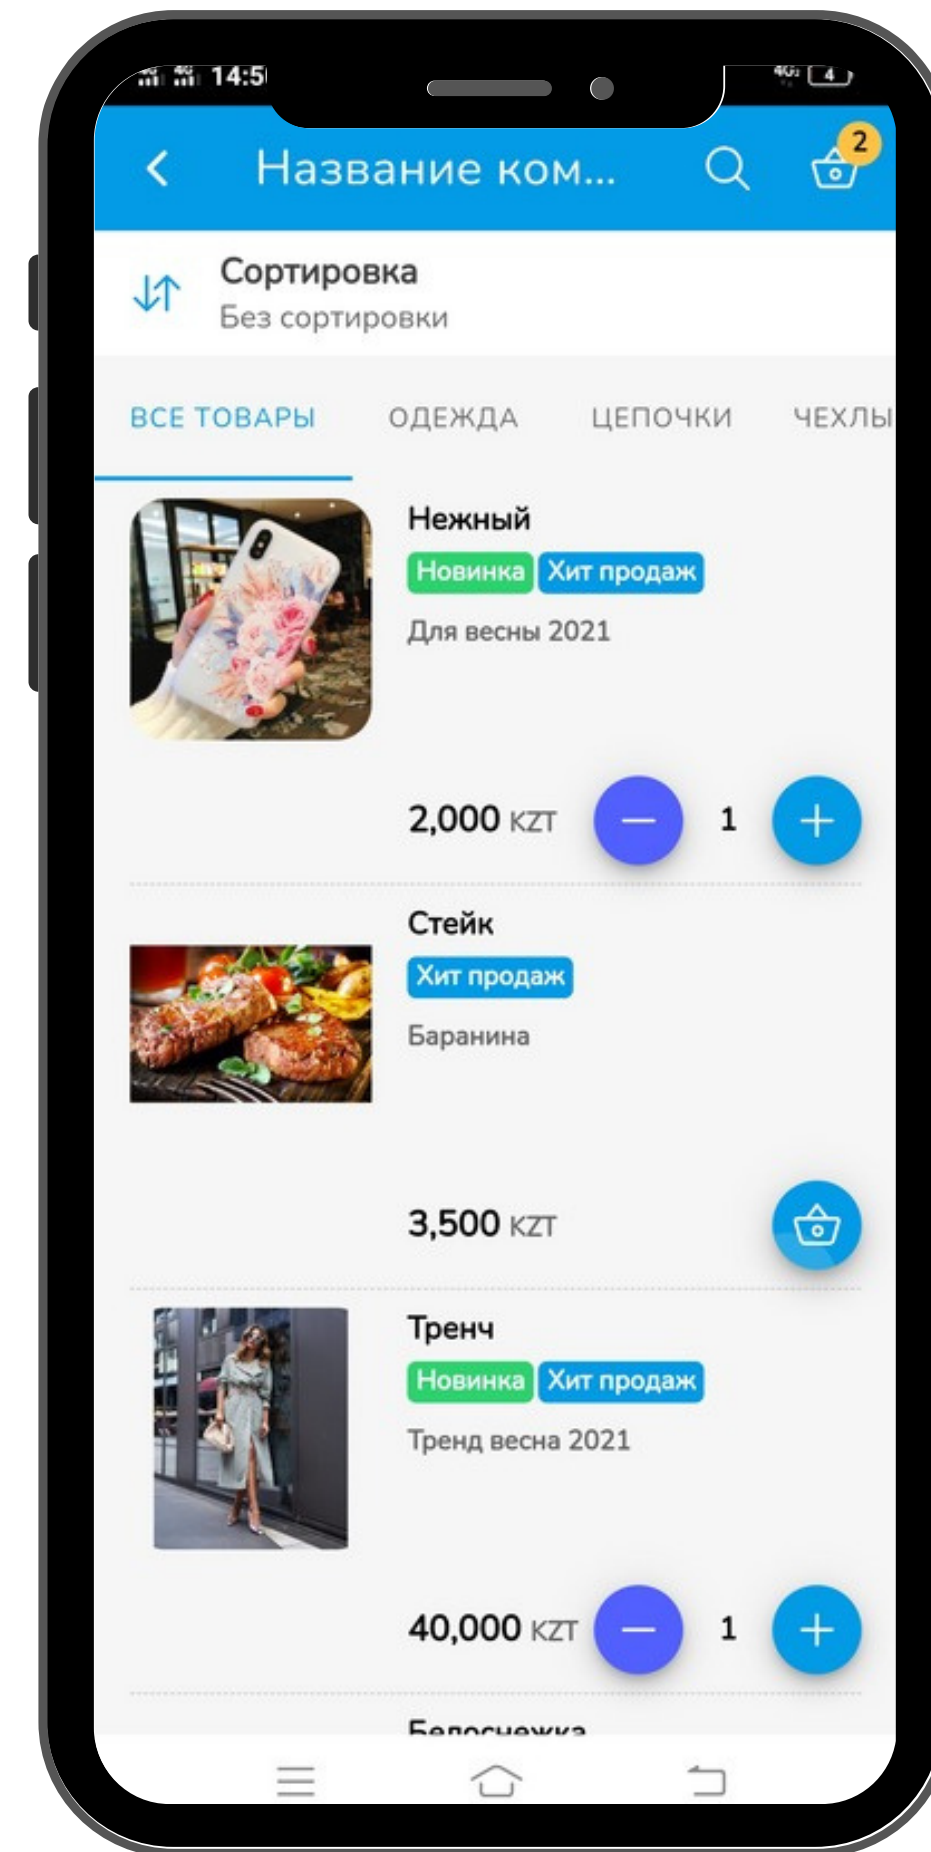 14:5
4
Название ком...
2
Сортировка
Без сортировки
ВСЕ ТОВАРЫ ОДЕЖДА ЦЕПОЧКИ ЧЕХЛЫ
Нежный
Новинка Хит продаж
Для весны 2021
2,000 KZT
1
Стейк
Хит продаж
Баранина
3,500 KZT
Тренч
Новинка Хит продаж
Тренд весна 2021
40,000 KZT
1
Белоснежка